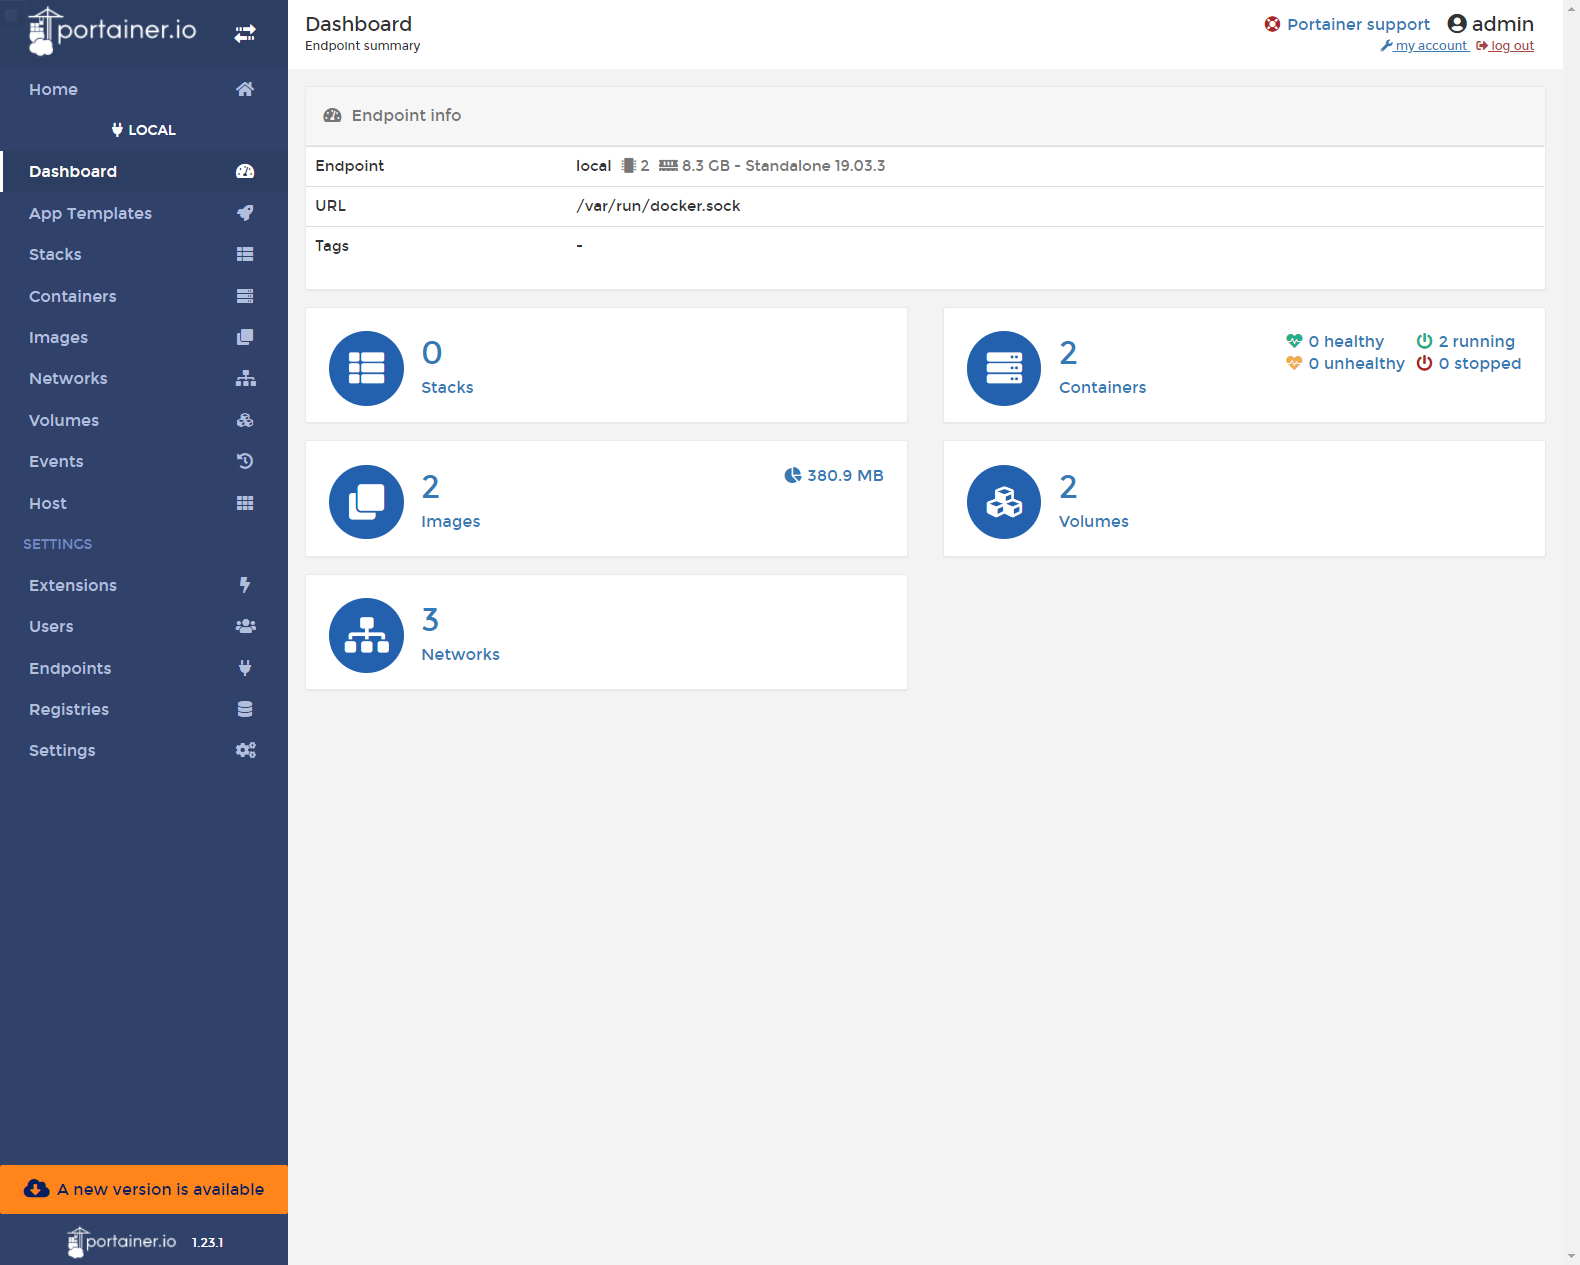 portainer.io
Home
LOCAL
Dashboard
App Templates
Stacks
Containers
Images
Networks
Volumes
Events
Host
SETTINGS
Extensions
Users
Endpoints
Registries
Settings
A new version is available
portainer.io 1.23.1
Dashboard
Endpoint summary
Portainer support admin
my account log out
Endpoint info
Endpoint local 2 8.3 GB - Standalone 19.03.3
URL /var/run/docker.sock
Tags -
0
Stacks
2
Containers
0 healthy 2 running
0 unhealthy 0 stopped
2
Images
380.9 MB
2
Volumes
3
Networks